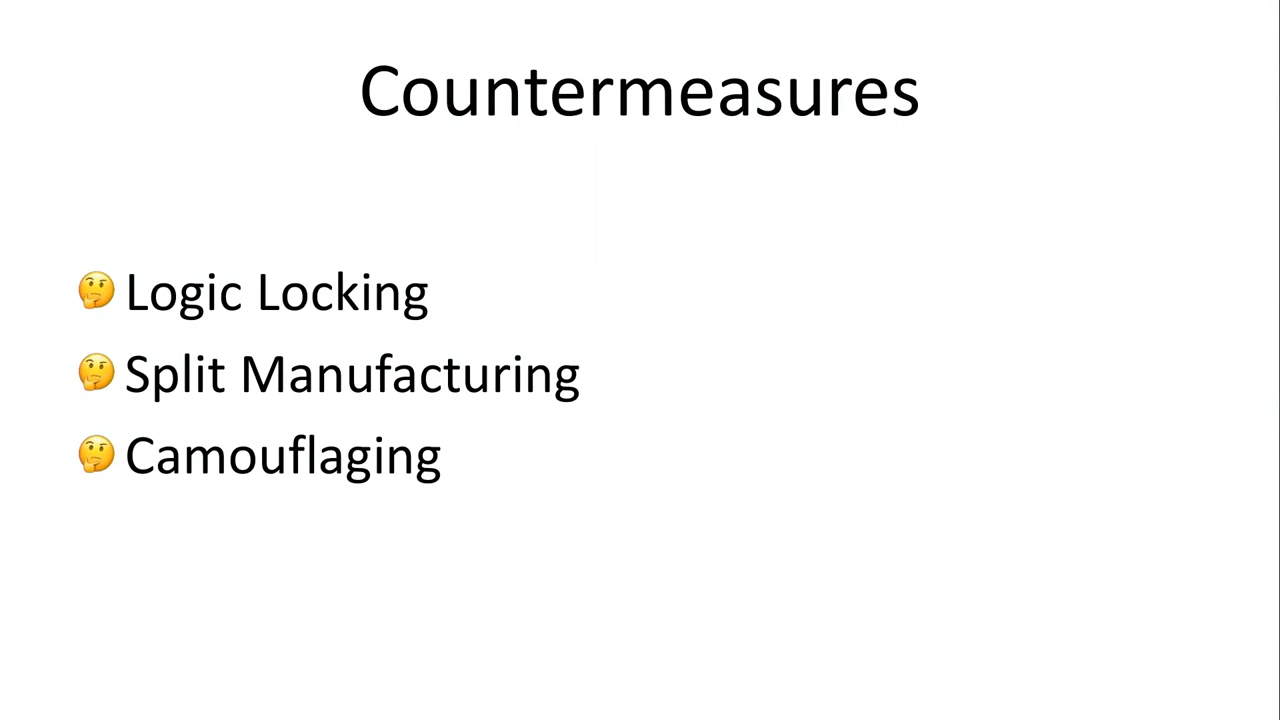 Countermeasures
🤔 Logic Locking
🤔 Split Manufacturing
🤔 Camouflaging